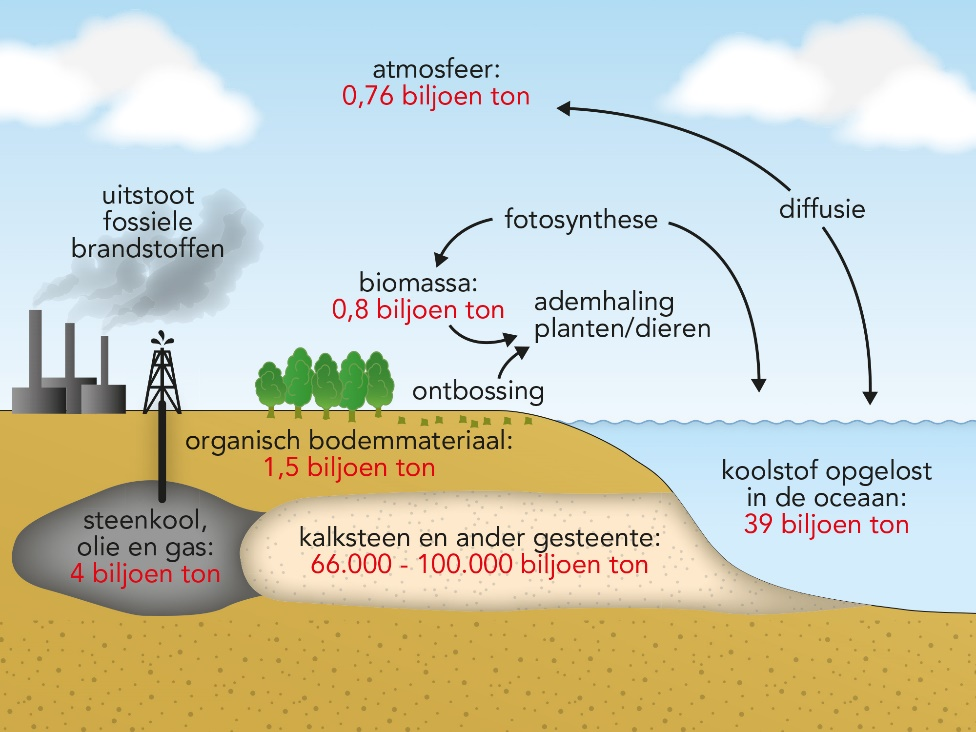 atmosfeer:
0,76 biljoen ton
uitstoot
fossiele
brandstoffen
fotosynthese
diffusie
biomassa:
0,8 biljoen ton
ademhaling
planten/dieren
ontbossing
organisch bodemmateriaal:
1,5 biljoen ton
koolstof opgelost
in de oceaan:
39 biljoen ton
steenkool,
olie en gas:
4 biljoen ton
kalksteen en ander gesteente:
66.000 - 100.000 biljoen ton